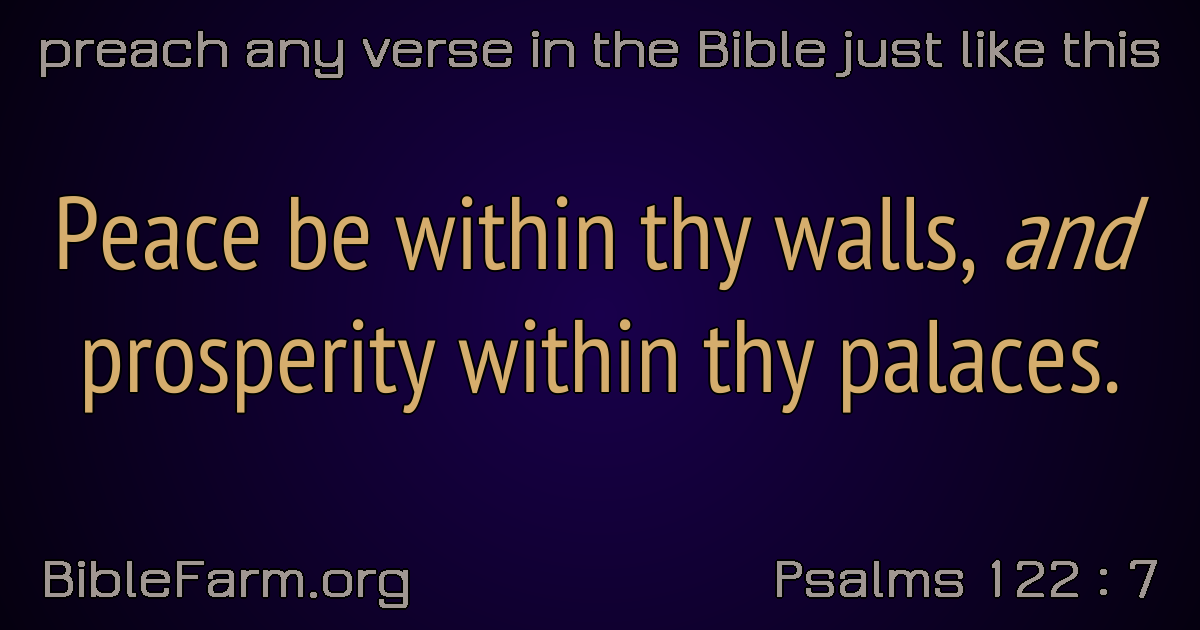 preach any verse in the Bible just like this
Peace be within thy walls, and
prosperity within thy palaces.
BibleFarm.org
Psalms 122 : 7